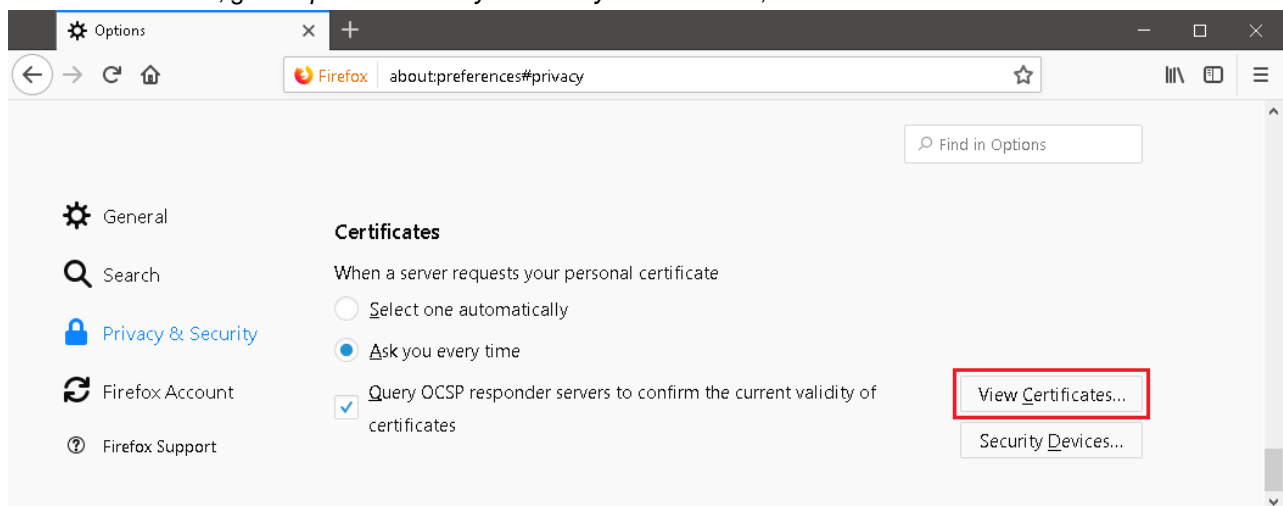 Options
Firefox about:preferences#privacy
Find in Options
General
Search
Privacy & Security
Firefox Account
Firefox Support
Certificates
When a server requests your personal certificate
Select one automatically
Ask you every time
Query OCSP responder servers to confirm the current validity of
certificates
View Certificates...
Security Devices...